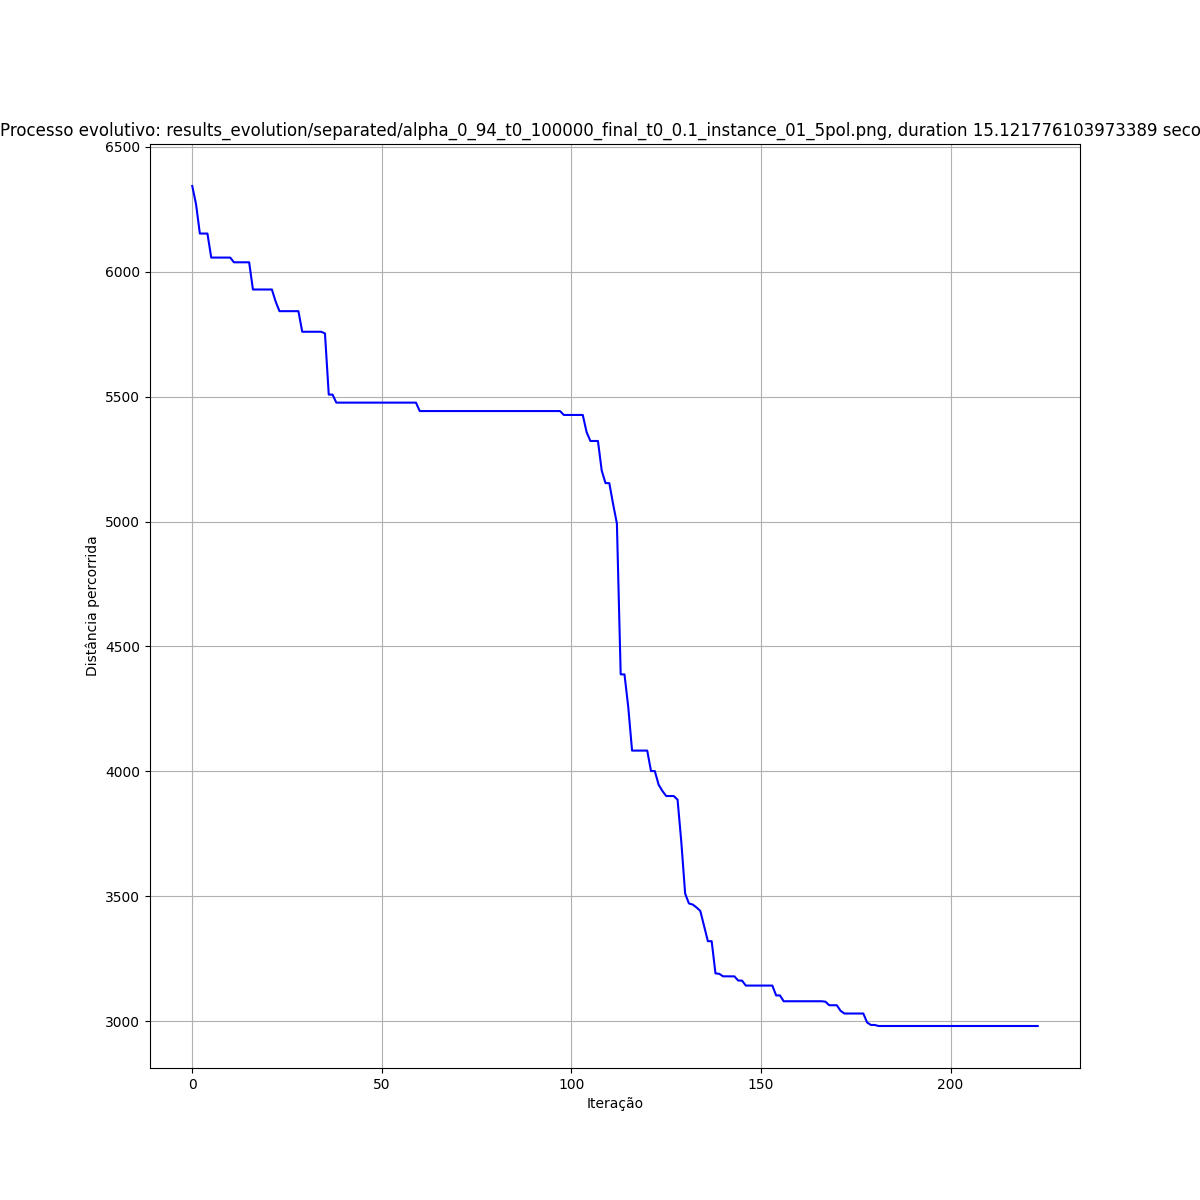 Processo evolutivo: results_evolution/separated/alpha_0_94_t0_100000_final_t0_0.1_instance_01_5pol.png, duration 15.121776103973389 seco
6500
6000
5500
5000
4500
4000
3500
3000
Distância percorrida
0 50 100 150 200
Iteração